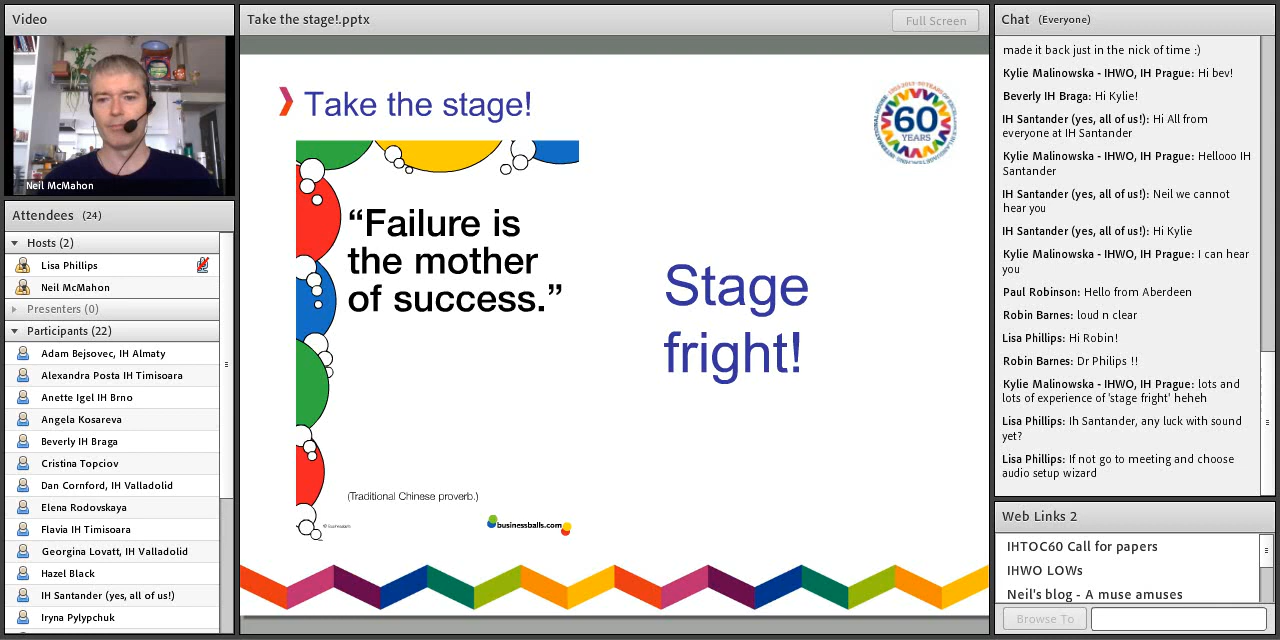 Video
Neil McMahon
Attendees (24)
Hosts (2)
Lisa Phillips
Neil McMahon
Presenters (0)
Participants (22)
Adam Bejsovec, IH Almaty
Alexandra Posta IH Timisoara
Anette Igel IH Brno
Angela Kosareva
Beverly IH Braga
Cristina Topciov
Dan Cornford, IH Valladolid
Elena Rodovskaya
Flavia IH Timisoara
Georgina Lovatt, IH Valladolid
Hazel Black
IH Santander (yes, all of us!)
Iryna Pylypchuk
Take the stage!.pptx
Full Screen
Take the stage!
60
YEARS
“Failure is
the mother
of success.”
(Traditional Chinese proverb.)
businessballs.com
Stage
fright!
Chat (Everyone)
made it back just in the nick of time :)
Kylie Malinowska - IHWO, IH Prague: Hi bev!
Beverly IH Braga: Hi Kylie!
IH Santander (yes, all of us!): Hi All from
everyone at IH Santander
Kylie Malinowska - IHWO, IH Prague: Hellooo IH
Santander
IH Santander (yes, all of us!): Neil we cannot
hear you
IH Santander (yes, all of us!): Hi Kylie
Kylie Malinowska - IHWO, IH Prague: I can hear
you
Paul Robinson: Hello from Aberdeen
Robin Barnes: loud n clear
Lisa Phillips: Hi Robin!
Robin Barnes: Dr Philips !!
Kylie Malinowska - IHWO, IH Prague: lots and
lots of experience of 'stage fright' heheh
Lisa Phillips: Ih Santander, any luck with sound
yet?
Lisa Phillips: If not go to meeting and choose
audio setup wizard
Web Links 2
IHTOC60 Call for papers
IHWO LOWs
Neil's blog - A muse amuses
Browse To